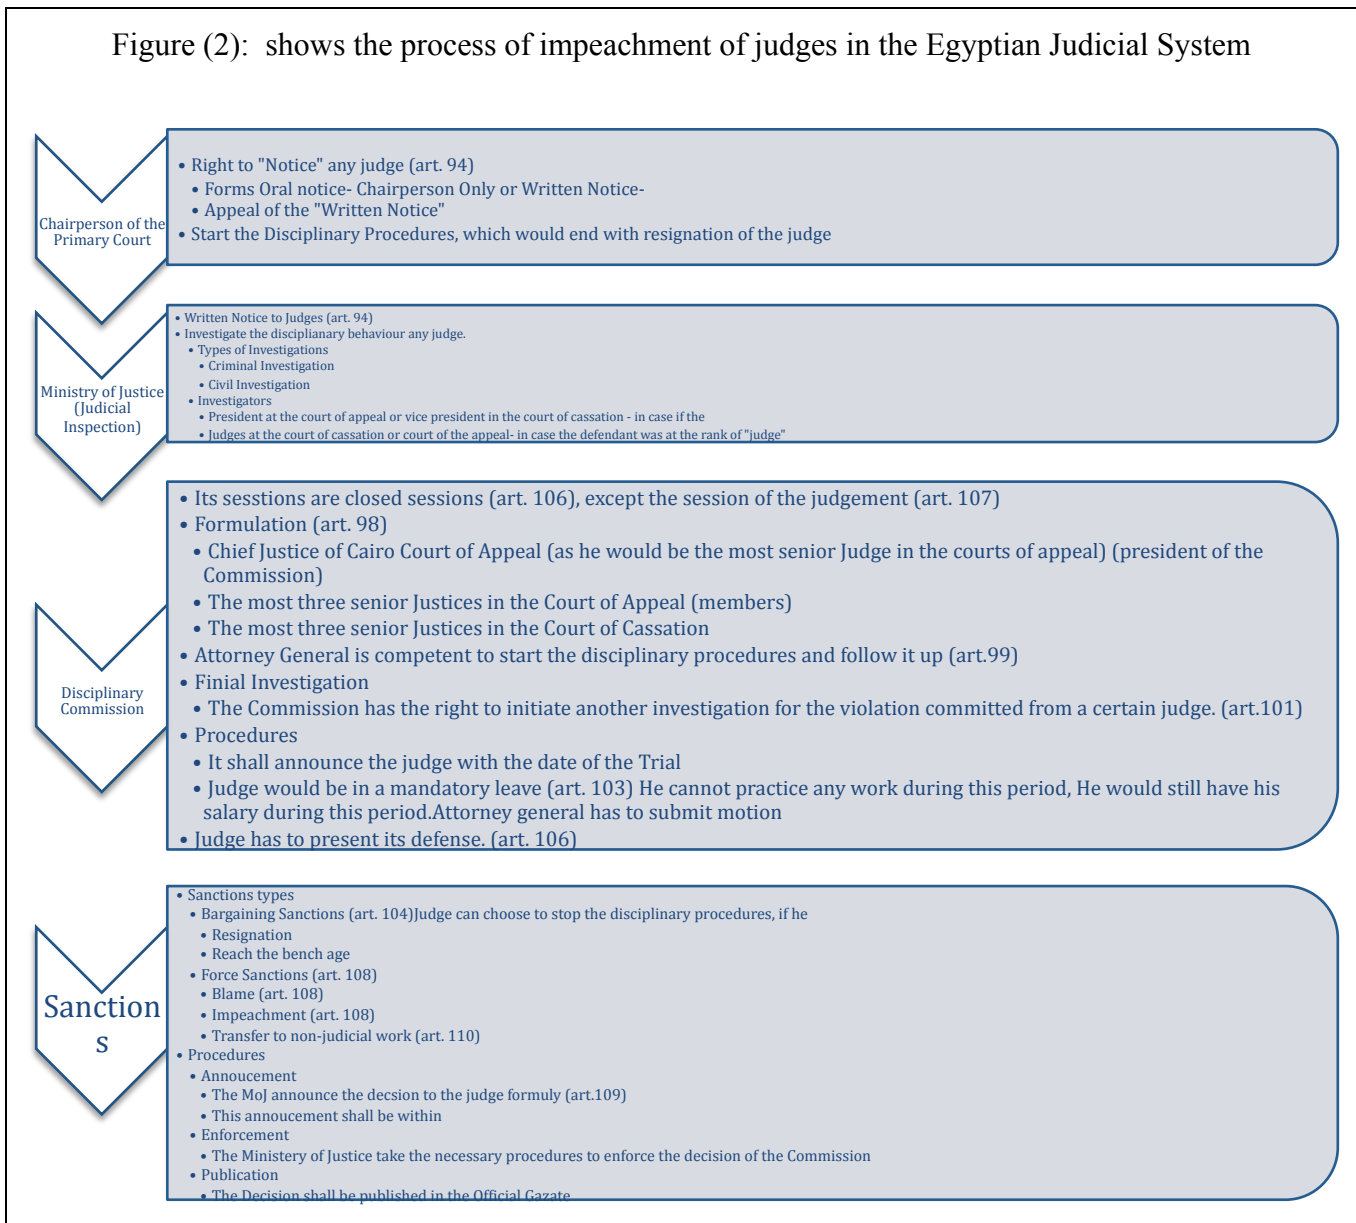 Figure (2):  shows the process of impeachment of judges in the Egyptian Judicial System
Chairperson of the
Primary Court
• Right to "Notice" any judge (art. 94)
• Forms Oral notice- Chairperson Only or Written Notice-
• Appeal of the "Written Notice"
• Start the Disciplinary Procedures, which would end with resignation of the judge
Ministry of Justice
(Judicial
Inspection)
• Written Notice to Judges (art. 94)
• Investigate the disciplianary behaviour any judge.
• Types of Investigations
• Criminal Investigation
• Civil Investigation
• Investigators
• President at the court of appeal or vice president in the court of cassation - in case if the
• Judges at the court of cassation or court of the appeal- in case the defendant was at the rank of "judge"
Disciplinary
Commission
• Its sesstions are closed sessions (art. 106), except the session of the judgement (art. 107)
• Formulation (art. 98)
• Chief Justice of Cairo Court of Appeal (as he would be the most senior Judge in the courts of appeal) (president of the
Commission)
• The most three senior Justices in the Court of Appeal (members)
• The most three senior Justices in the Court of Cassation
• Attorney General is competent to start the disciplinary procedures and follow it up (art.99)
• Finial Investigation
• The Commission has the right to initiate another investigation for the violation committed from a certain judge. (art.101)
• Procedures
• It shall announce the judge with the date of the Trial
• Judge would be in a mandatory leave (art. 103) He cannot practice any work during this period, He would still have his
salary during this period.Attorney general has to submit motion
• Judge has to present its defense. (art. 106)
Sanction
s
• Sanctions types
• Bargaining Sanctions (art. 104)Judge can choose to stop the disciplinary procedures, if he
• Resignation
• Reach the bench age
• Force Sanctions (art. 108)
• Blame (art. 108)
• Impeachment (art. 108)
• Transfer to non-judicial work (art. 110)
• Procedures
• Annoucement
• The MoJ announce the decsion to the judge formuly (art.109)
• This annoucement shall be within
• Enforcement
• The Ministery of Justice take the necessary procedures to enforce the decision of the Commission
• Publication
• The Decision shall be published in the Official Gazate